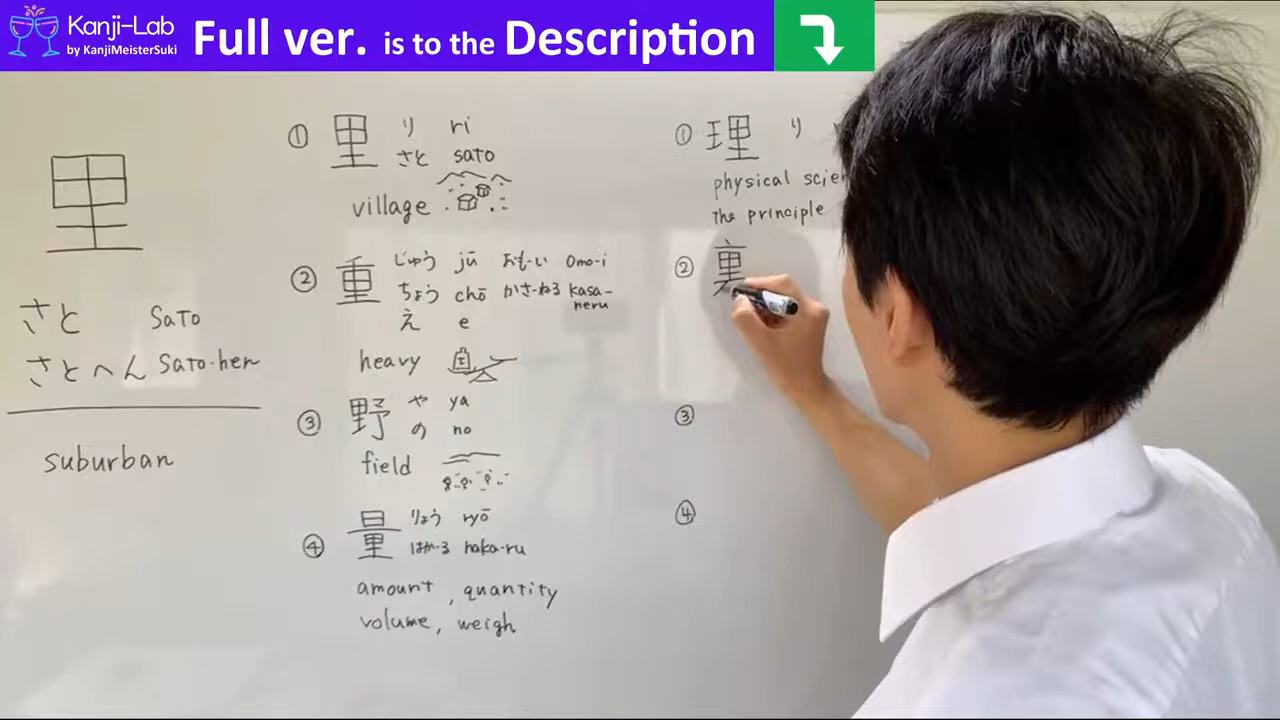 Kanji-Lab
by KanjiMeisterSuki
Full ver. is to the Description
里
さと Sato
さとへん Sato-hen
suburban
① 里 り ri
さと sato
village
② 重 じゅう jū おも-い Omo-i
ちょう chō かさ-ねる kasa-neru
え e
heavy
③ 野 や ya
の no
field
④ 量 りょう ryō
はか-る haka-ru
amount, quantity
volume, weigh
① 理 り
physical scien
the principle
② 裏
③
④